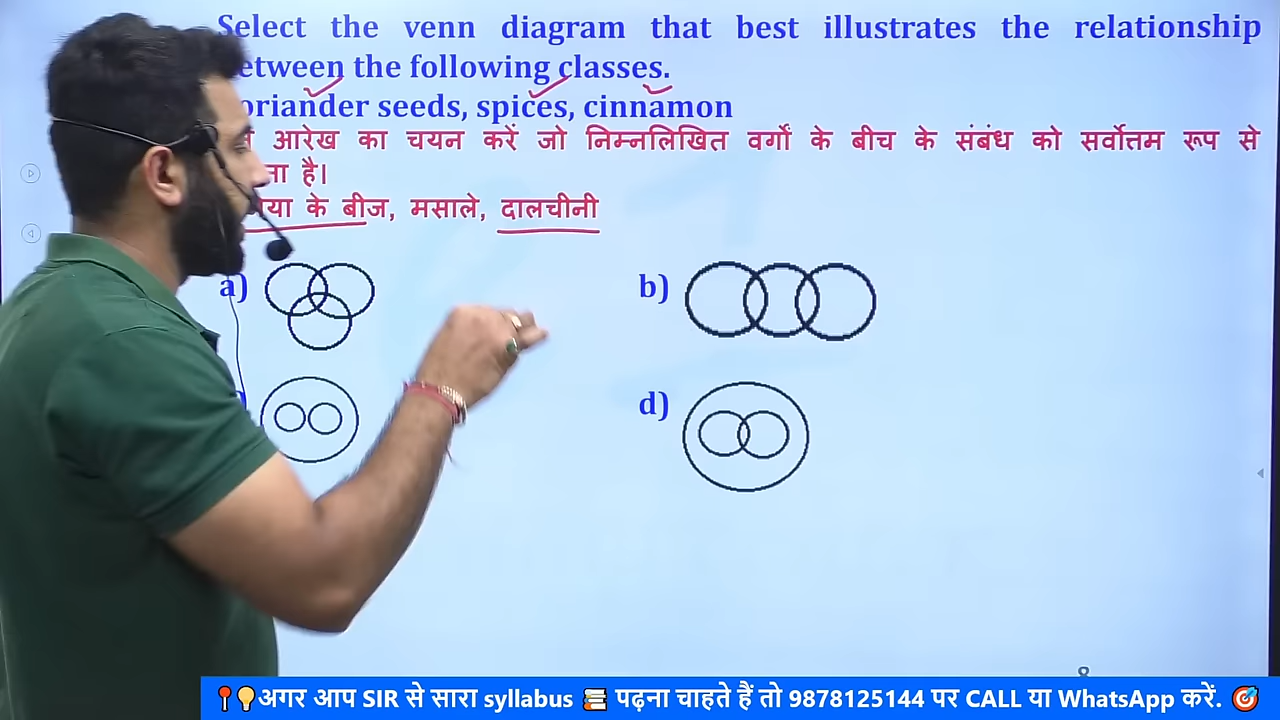 Select the venn diagram that best illustrates the relationship
etween the following classes.
oriander seeds, spices, cinnamon
आरेख का चयन करें जो निम्नलिखित वर्गों के बीच के संबंध को सर्वोत्तम रूप से
ता है।
या के बीज, मसाले, दालचीनी
a)
b)
d)
8
📍💡अगर आप SIR से सारा syllabus 📚 पढ़ना चाहते हैं तो 9878125144 पर CALL या WhatsApp करें. 🎯